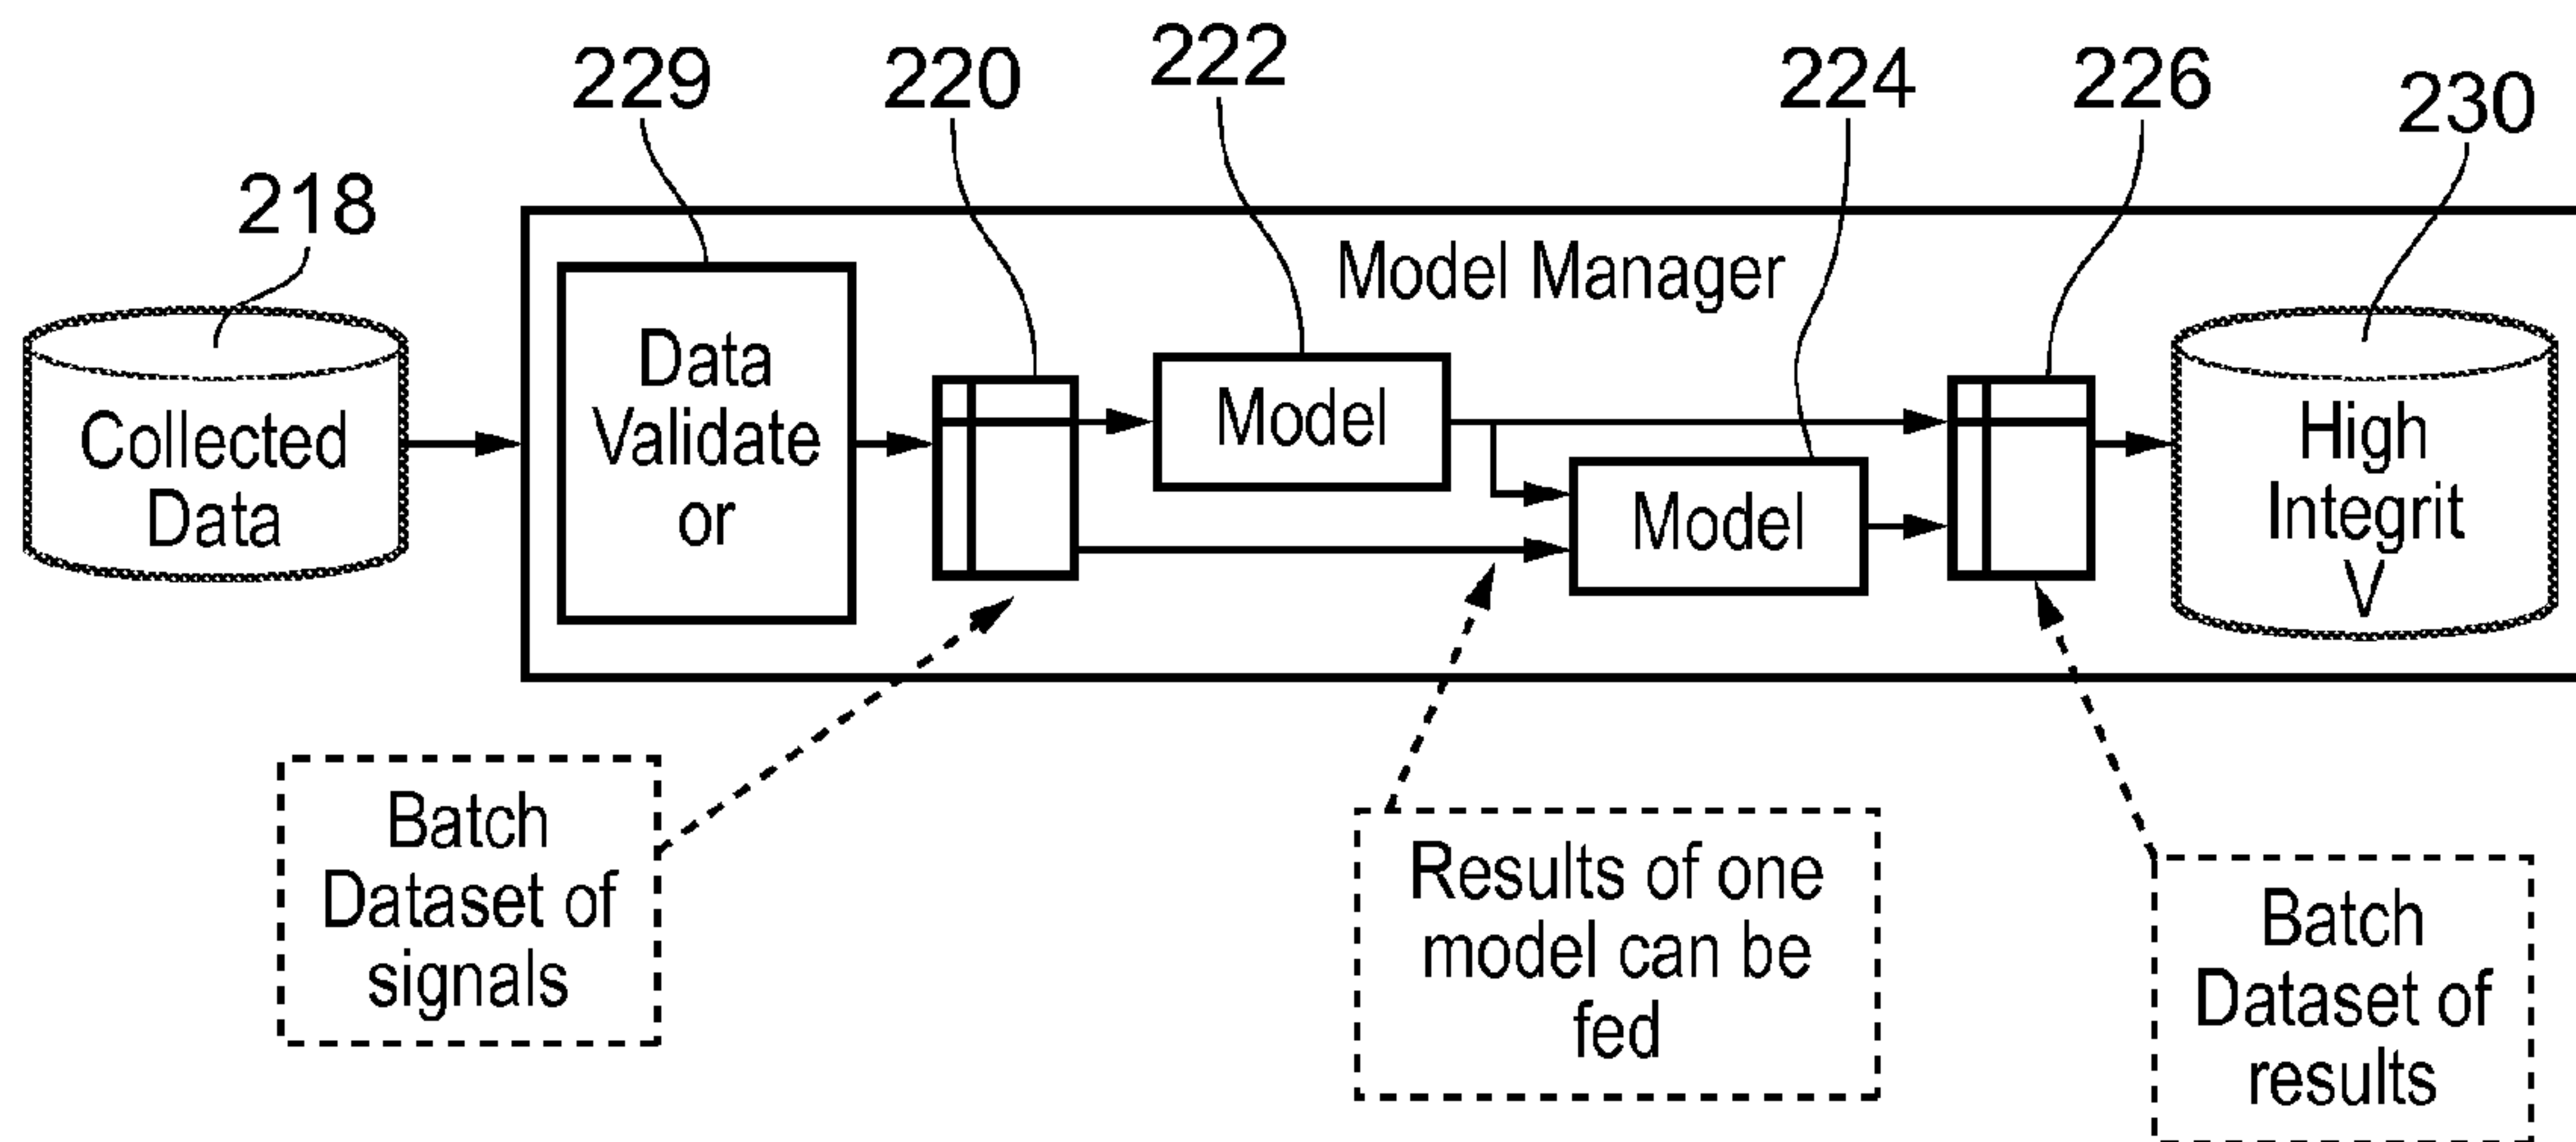 229
220
222
224
226
230
218
Model Manager
Collected
Data
Data
Validate
or
Model
Model
High
Integrit
V
Batch
Dataset of
signals
Results of one
model can be
fed
Batch
Dataset of
results